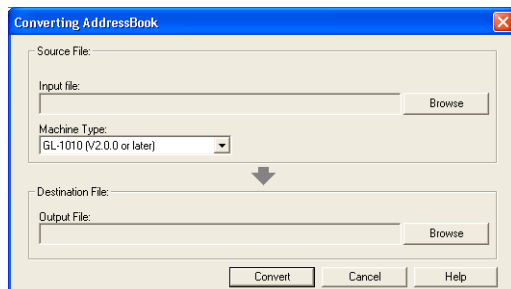 Converting AddressBook
Source File:
Input file:
Browse
Machine Type:
GL-1010 (V2.0.0 or later)
Destination File:
Output File:
Browse
Convert Cancel Help